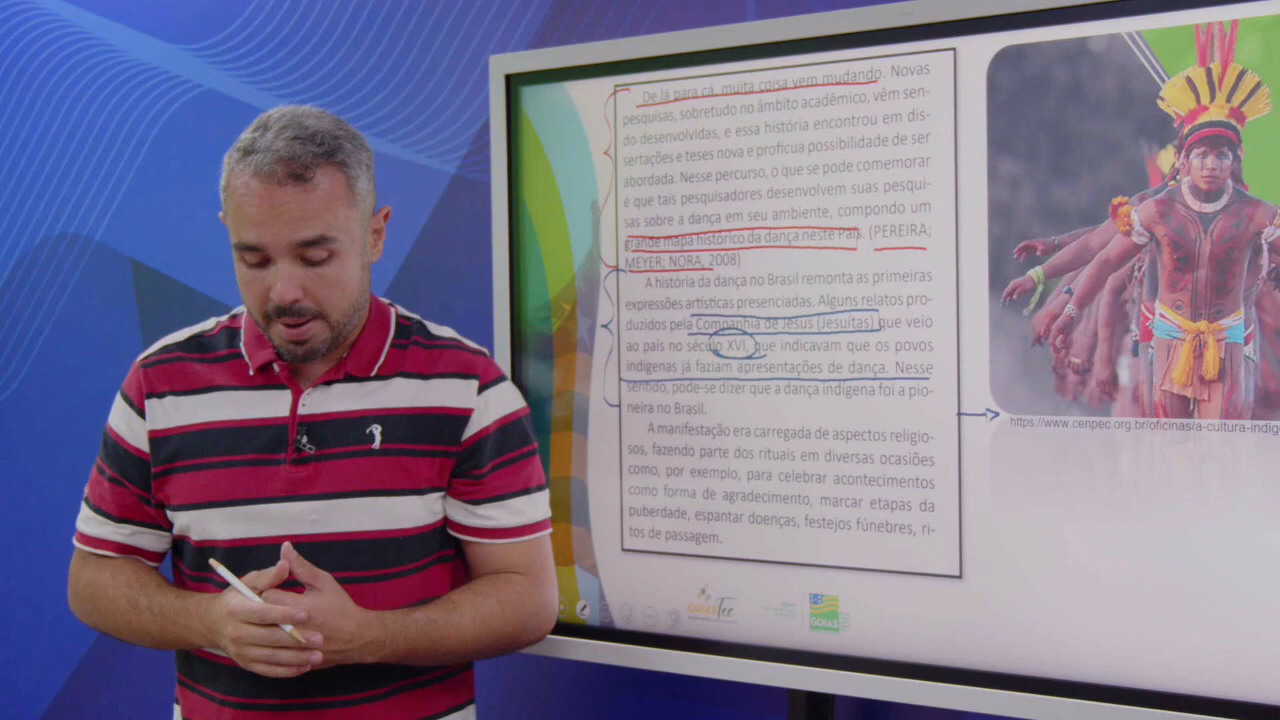 De lá para cá, muita coisa vem mudando. Novas
pesquisas, sobretudo no âmbito acadêmico, vêm sen-
do desenvolvidas, e essa história encontrou em dis-
sertações e teses nova e profícua possibilidade de ser
abordada. Nesse percurso, o que se pode comemorar
é que tais pesquisadores desenvolvem suas pesqui-
sas sobre a dança em seu ambiente, compondo um
grande mapa histórico da dança neste País. (PEREIRA;
MEYER; NORA, 2008)
A história da dança no Brasil remonta as primeiras
expressões artísticas presenciadas. Alguns relatos pro-
duzidos pela Companhia de Jesus (Jesuítas) que veio
ao país no século XVI, que indicavam que os povos
indígenas já faziam apresentações de dança. Nesse
sentido, pode-se dizer que a dança indígena foi a pio-
neira no Brasil.
A manifestação era carregada de aspectos religio-
sos, fazendo parte dos rituais em diversas ocasiões
como, por exemplo, para celebrar acontecimentos
como forma de agradecimento, marcar etapas da
puberdade, espantar doenças, festejos fúnebres, ri-
tos de passagem.
https://www.cenpec.org.br/oficinas/a-cultura-indíg
GOIÁS Tec
GOIÁS